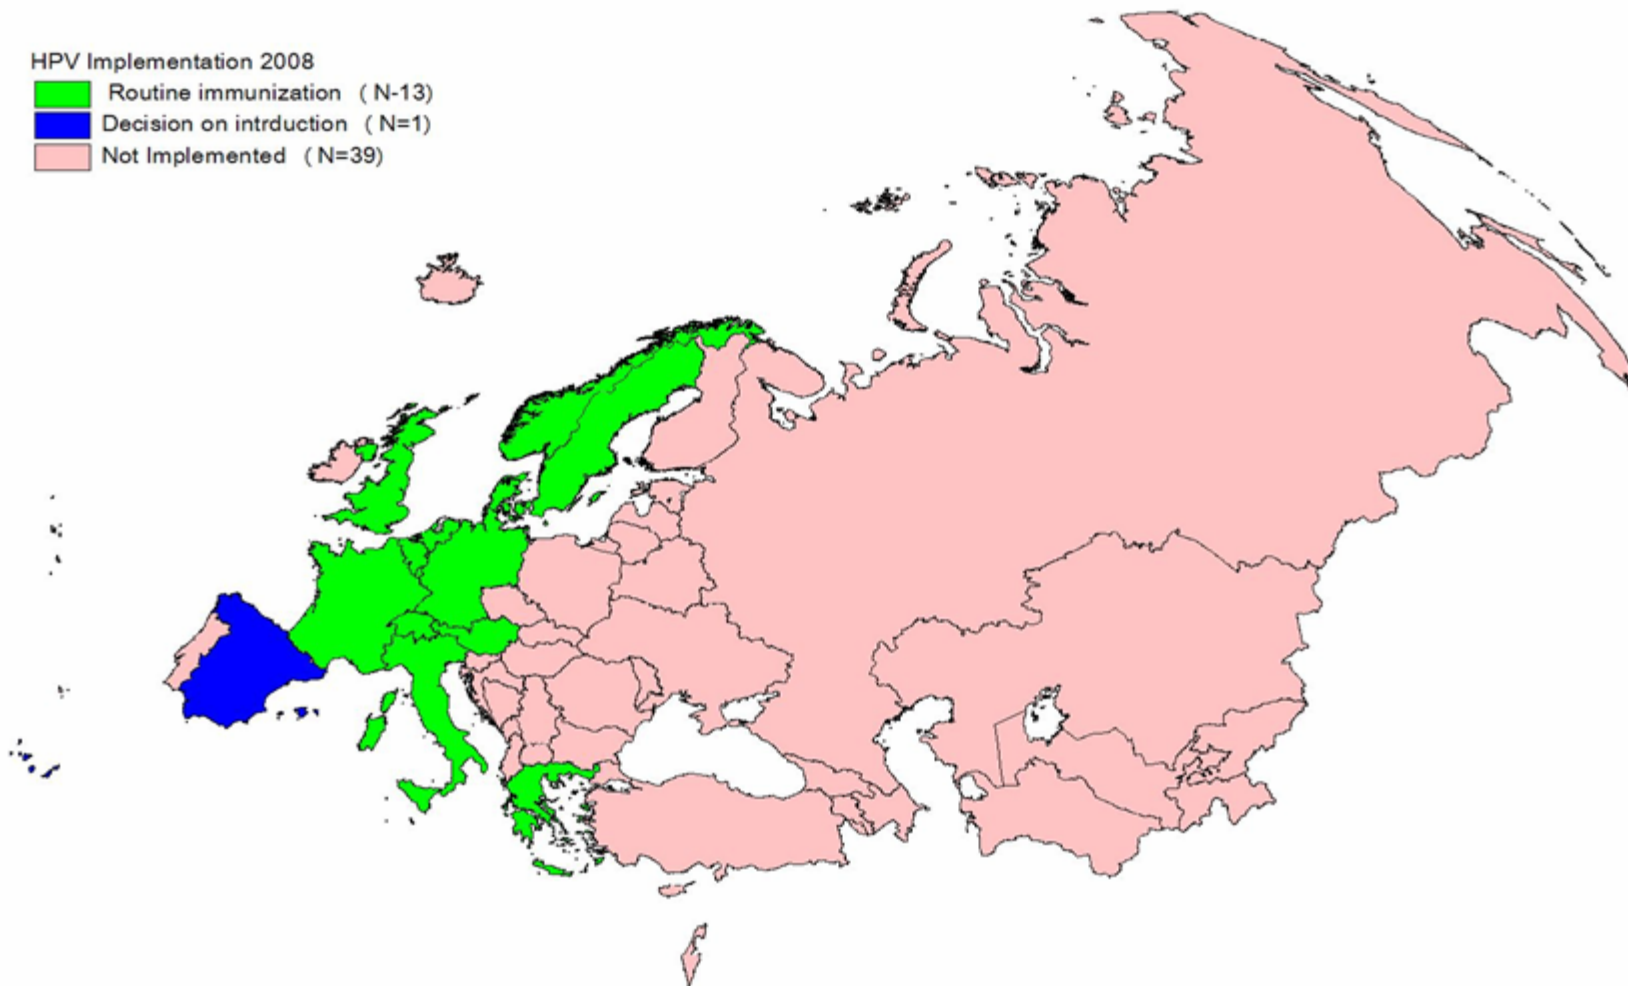 HPV Implementation 2008
Routine immunization ( N-13)
Decision on intrduction ( N=1)
Not Implemented ( N=39)